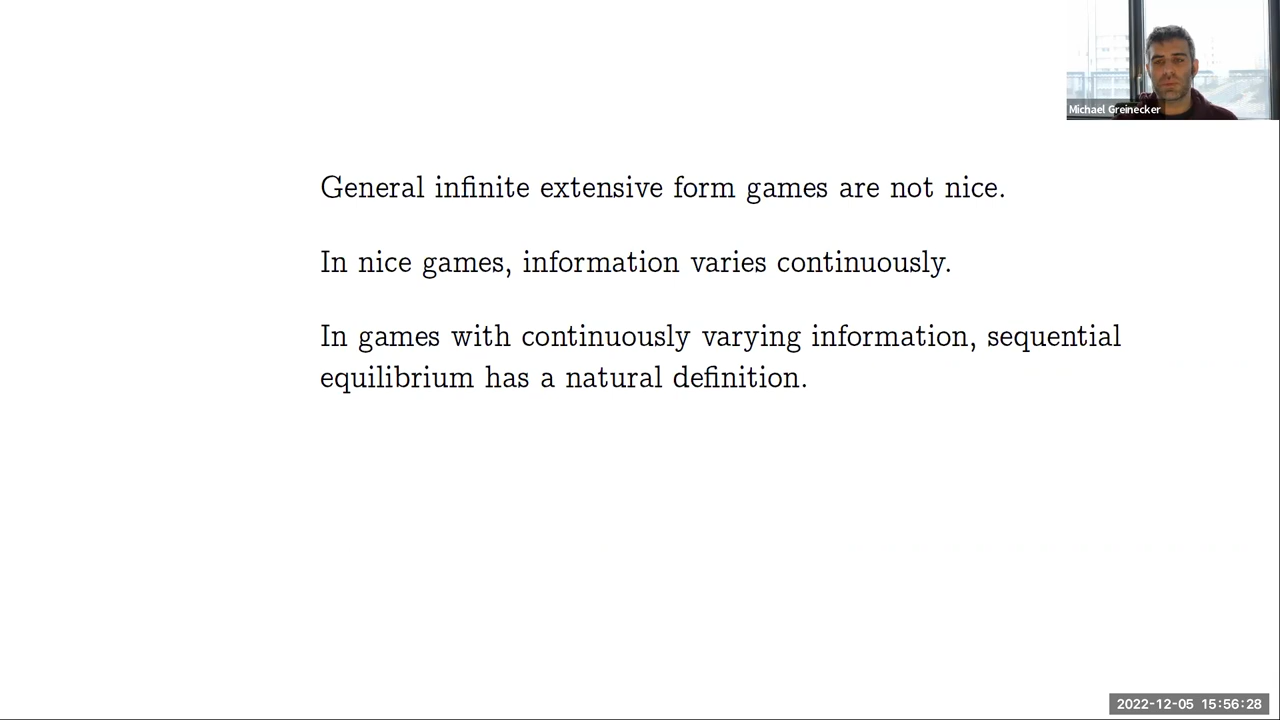 Michael Greinecker
General infinite extensive form games are not nice.
In nice games, information varies continuously.
In games with continuously varying information, sequential
equilibrium has a natural definition.
2022-12-05 15:56:28